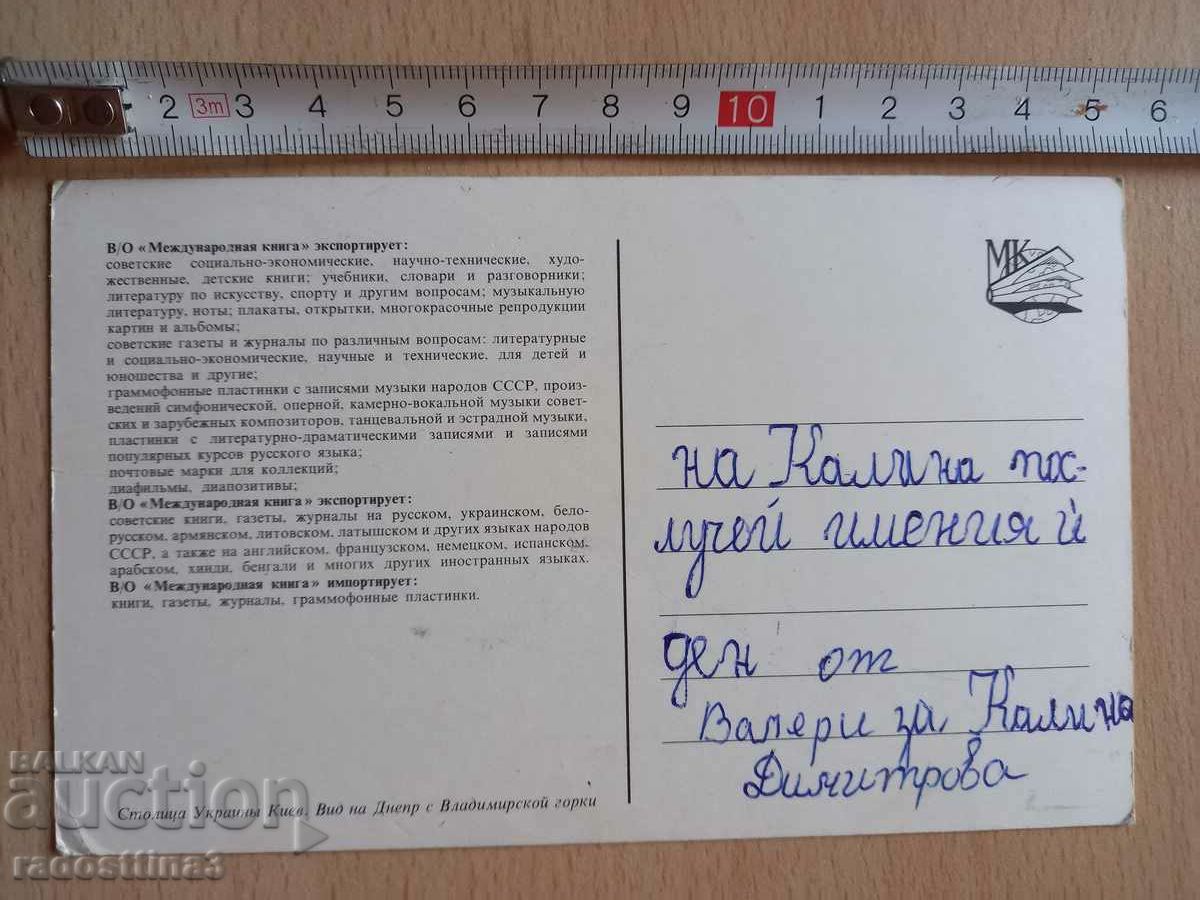 2 3m 3 4 5 6 7 8 9 10 1 2 3 4 5 6
В/О «Международная книга» экспортирует:
советские социально-экономические, научно-технические, худо-
жественные, детские книги; учебники, словари и разговорники;
литературу по искусству, спорту и другим вопросам; музыкальную
литературу, ноты; плакаты, открытки, многокрасочные репродукции
картин и альбомы;
советские газеты и журналы по различным вопросам: литературные
и социально-экономические, научные и технические, для детей и
юношества и другие;
граммофонные пластинки с записями музыки народов СССР, произ-
ведений симфонической, оперной, камерно-вокальной музыки совет-
ских и зарубежных композиторов, танцевальной и эстрадной музыки,
пластинки с литературно-драматическими записями и записями
популярных курсов русского языка;
почтовые марки для коллекций;
диафильмы, диапозитивы;
В/О «Международная книга» экспортирует:
советские книги, газеты, журналы на русском, украинском, бело-
русском, армянском, литовском, латышском и других языках народов
СССР, а также на английском, французском, немецком, испанском,
арабском, хинди, бенгали и многих других иностранных языках.
В/О «Международная книга» импортирует:
книги, газеты, журналы, граммофонные пластинки.
Столица Украины Киев. Вид на Днепр с Владимирской горки
МК
на Калина по-
лучей имения ѝ
ден от
Валери за Калина
Димитрова
BALKAN
auction
radosttina3